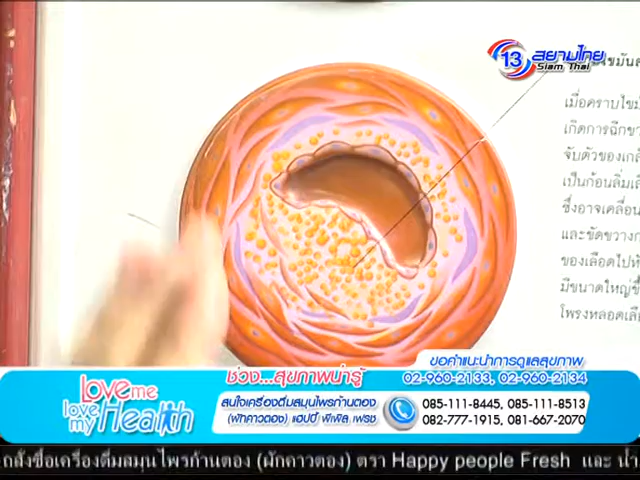 13 สยามไทย
Siam Thai
เมื่อคราบไขมั
เกิดการฉีกขา
จับตัวของเกล็
เป็นก้อนลิ่มเลื
ซึ่งอาจเคลื่อน
และขัดขวางก
ของเลือดไปหั
มีขนาดใหญ่ขึ้
โพรงหลอดเลือ
ช่วง...สุขภาพน่ารู้
ขอคำแนะนำการดูแลสุขภาพ
02-960-2133, 02-960-2134
Love me
love my Health
สนใจเครื่องดื่มสมุนไพรก้านตอง
(ผักคาวตอง) แฮปปี้ พีเพิล เฟรช
085-111-8445, 085-111-8513
082-777-1915, 081-667-2070
ถสั่งซื้อเครื่องดื่มสมุนไพรก้านตอง (ผักคาวตอง) ตรา Happy people Fresh และ น้ำ